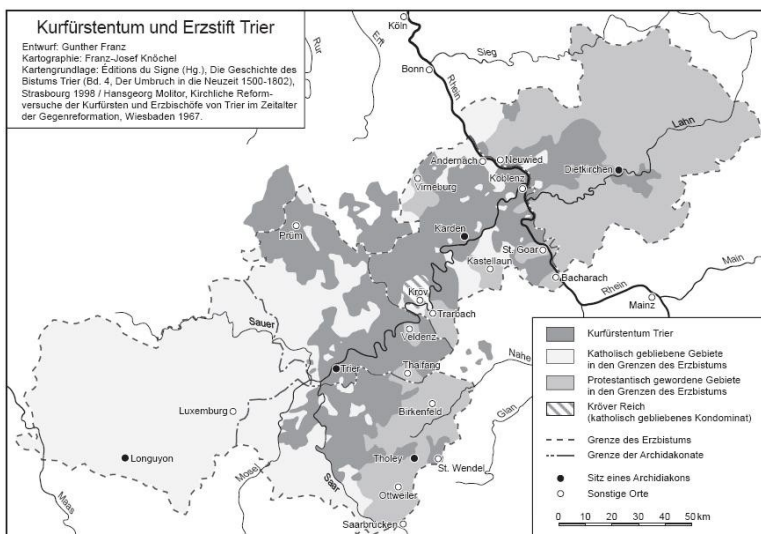 Kurfürstentum und Erzstift Trier
Entwurf: Gunther Franz
Kartographie: Franz-Josef Knöchel
Kartengrundlage: Éditions du Signe (Hg.), Die Geschichte des
Bistums Trier (Bd. 4, Der Umbruch in die Neuzeit 1500-1802),
Strasbourg 1998 / Hansgeorg Molitor, Kirchliche Reform-
versuche der Kurfürsten und Erzbischöfe von Trier im Zeitalter
der Gegenreformation, Wiesbaden 1967.
Köln
Rur
Erft
Sieg
Bonn
Rhein
Lahn
Andernach
Neuwied
Dietkirchen
Virneburg
Koblenz
Prüm
Karden
St. Goar
Kastellaun
Bacharach
Main
Rhein
Kröv
Mainz
Sauer
Trarbach
Veldenz
Trier
Thalfang
Nahe
Luxemburg
Birkenfeld
Glan
Longuyon
Tholey
St. Wendel
Mosel
Saar
Maas
Ottweiler
Saarbrücken
Kurfürstentum Trier
Katholisch gebliebene Gebiete
in den Grenzen des Erzbistums
Protestantisch gewordene Gebiete
in den Grenzen des Erzbistums
Kröver Reich
(katholisch gebliebenes Kondominat)
Grenze des Erzbistums
Grenze der Archidiakonate
Sitz eines Archidiakons
Sonstige Orte
0 10 20 30 40 50 km